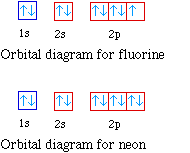 1s 2s 2p
Orbital diagram for fluorine
1s 2s 2p
Orbital diagram for neon